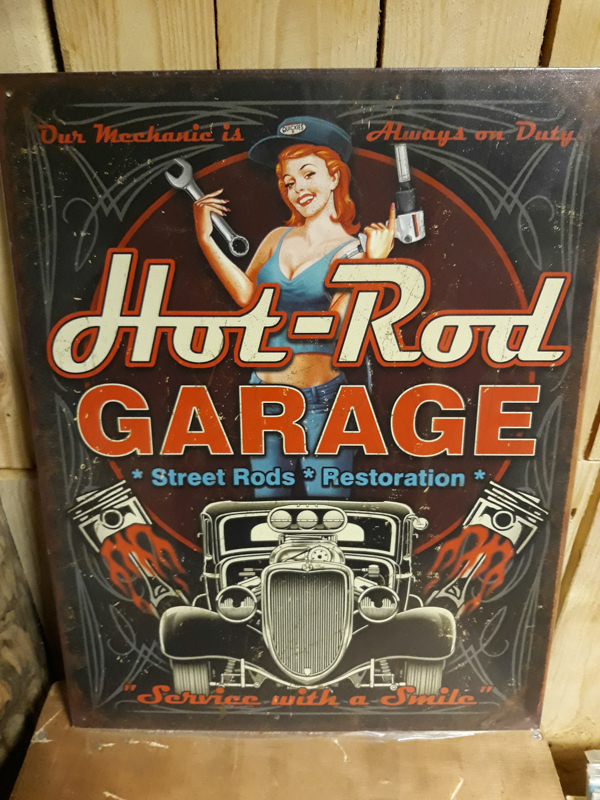 Our Mechanic is Always on Duty
Hot-Rod
GARAGE
* Street Rods * Restoration *
"Service with a Smile"